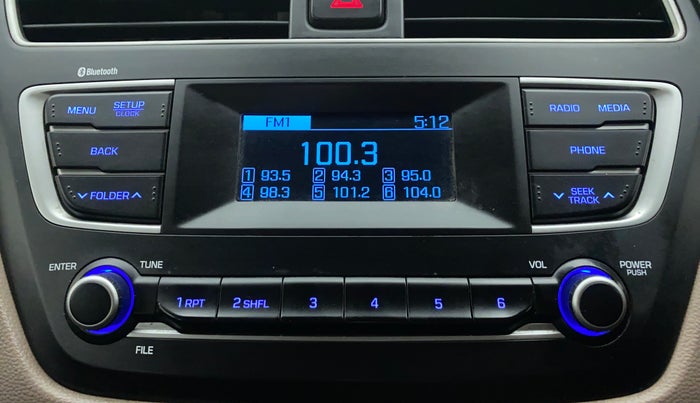 Bluetooth
MENU SETUP CLOCK
BACK
FOLDER
FM1 5:12
100.3
1 93.5 2 94.3 3 95.0
4 98.3 5 101.2 6 104.0
RADIO MEDIA
PHONE
SEEK TRACK
ENTER TUNE
FILE
1 RPT 2 SHFL 3 4 5 6
VOL POWER PUSH